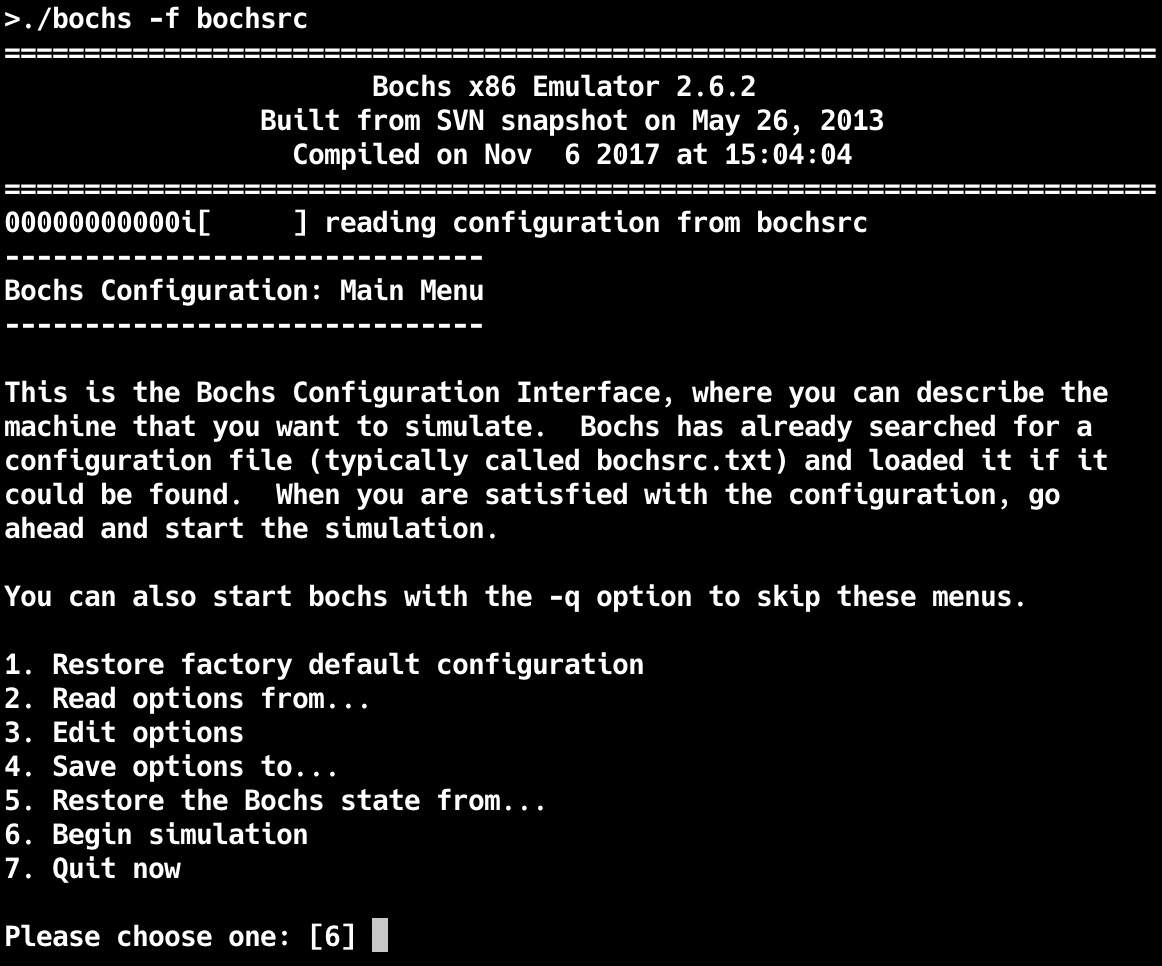 >./bochs -f bochsrc
========================================================================
                       Bochs x86 Emulator 2.6.2
                Built from SVN snapshot on May 26, 2013
                  Compiled on Nov  6 2017 at 15:04:04
========================================================================
00000000000i[     ] reading configuration from bochsrc
------------------------------
Bochs Configuration: Main Menu
------------------------------

This is the Bochs Configuration Interface, where you can describe the
machine that you want to simulate.  Bochs has already searched for a
configuration file (typically called bochsrc.txt) and loaded it if it
could be found.  When you are satisfied with the configuration, go
ahead and start the simulation.

You can also start bochs with the -q option to skip these menus.

1. Restore factory default configuration
2. Read options from...
3. Edit options
4. Save options to...
5. Restore the Bochs state from...
6. Begin simulation
7. Quit now

Please choose one: [6]